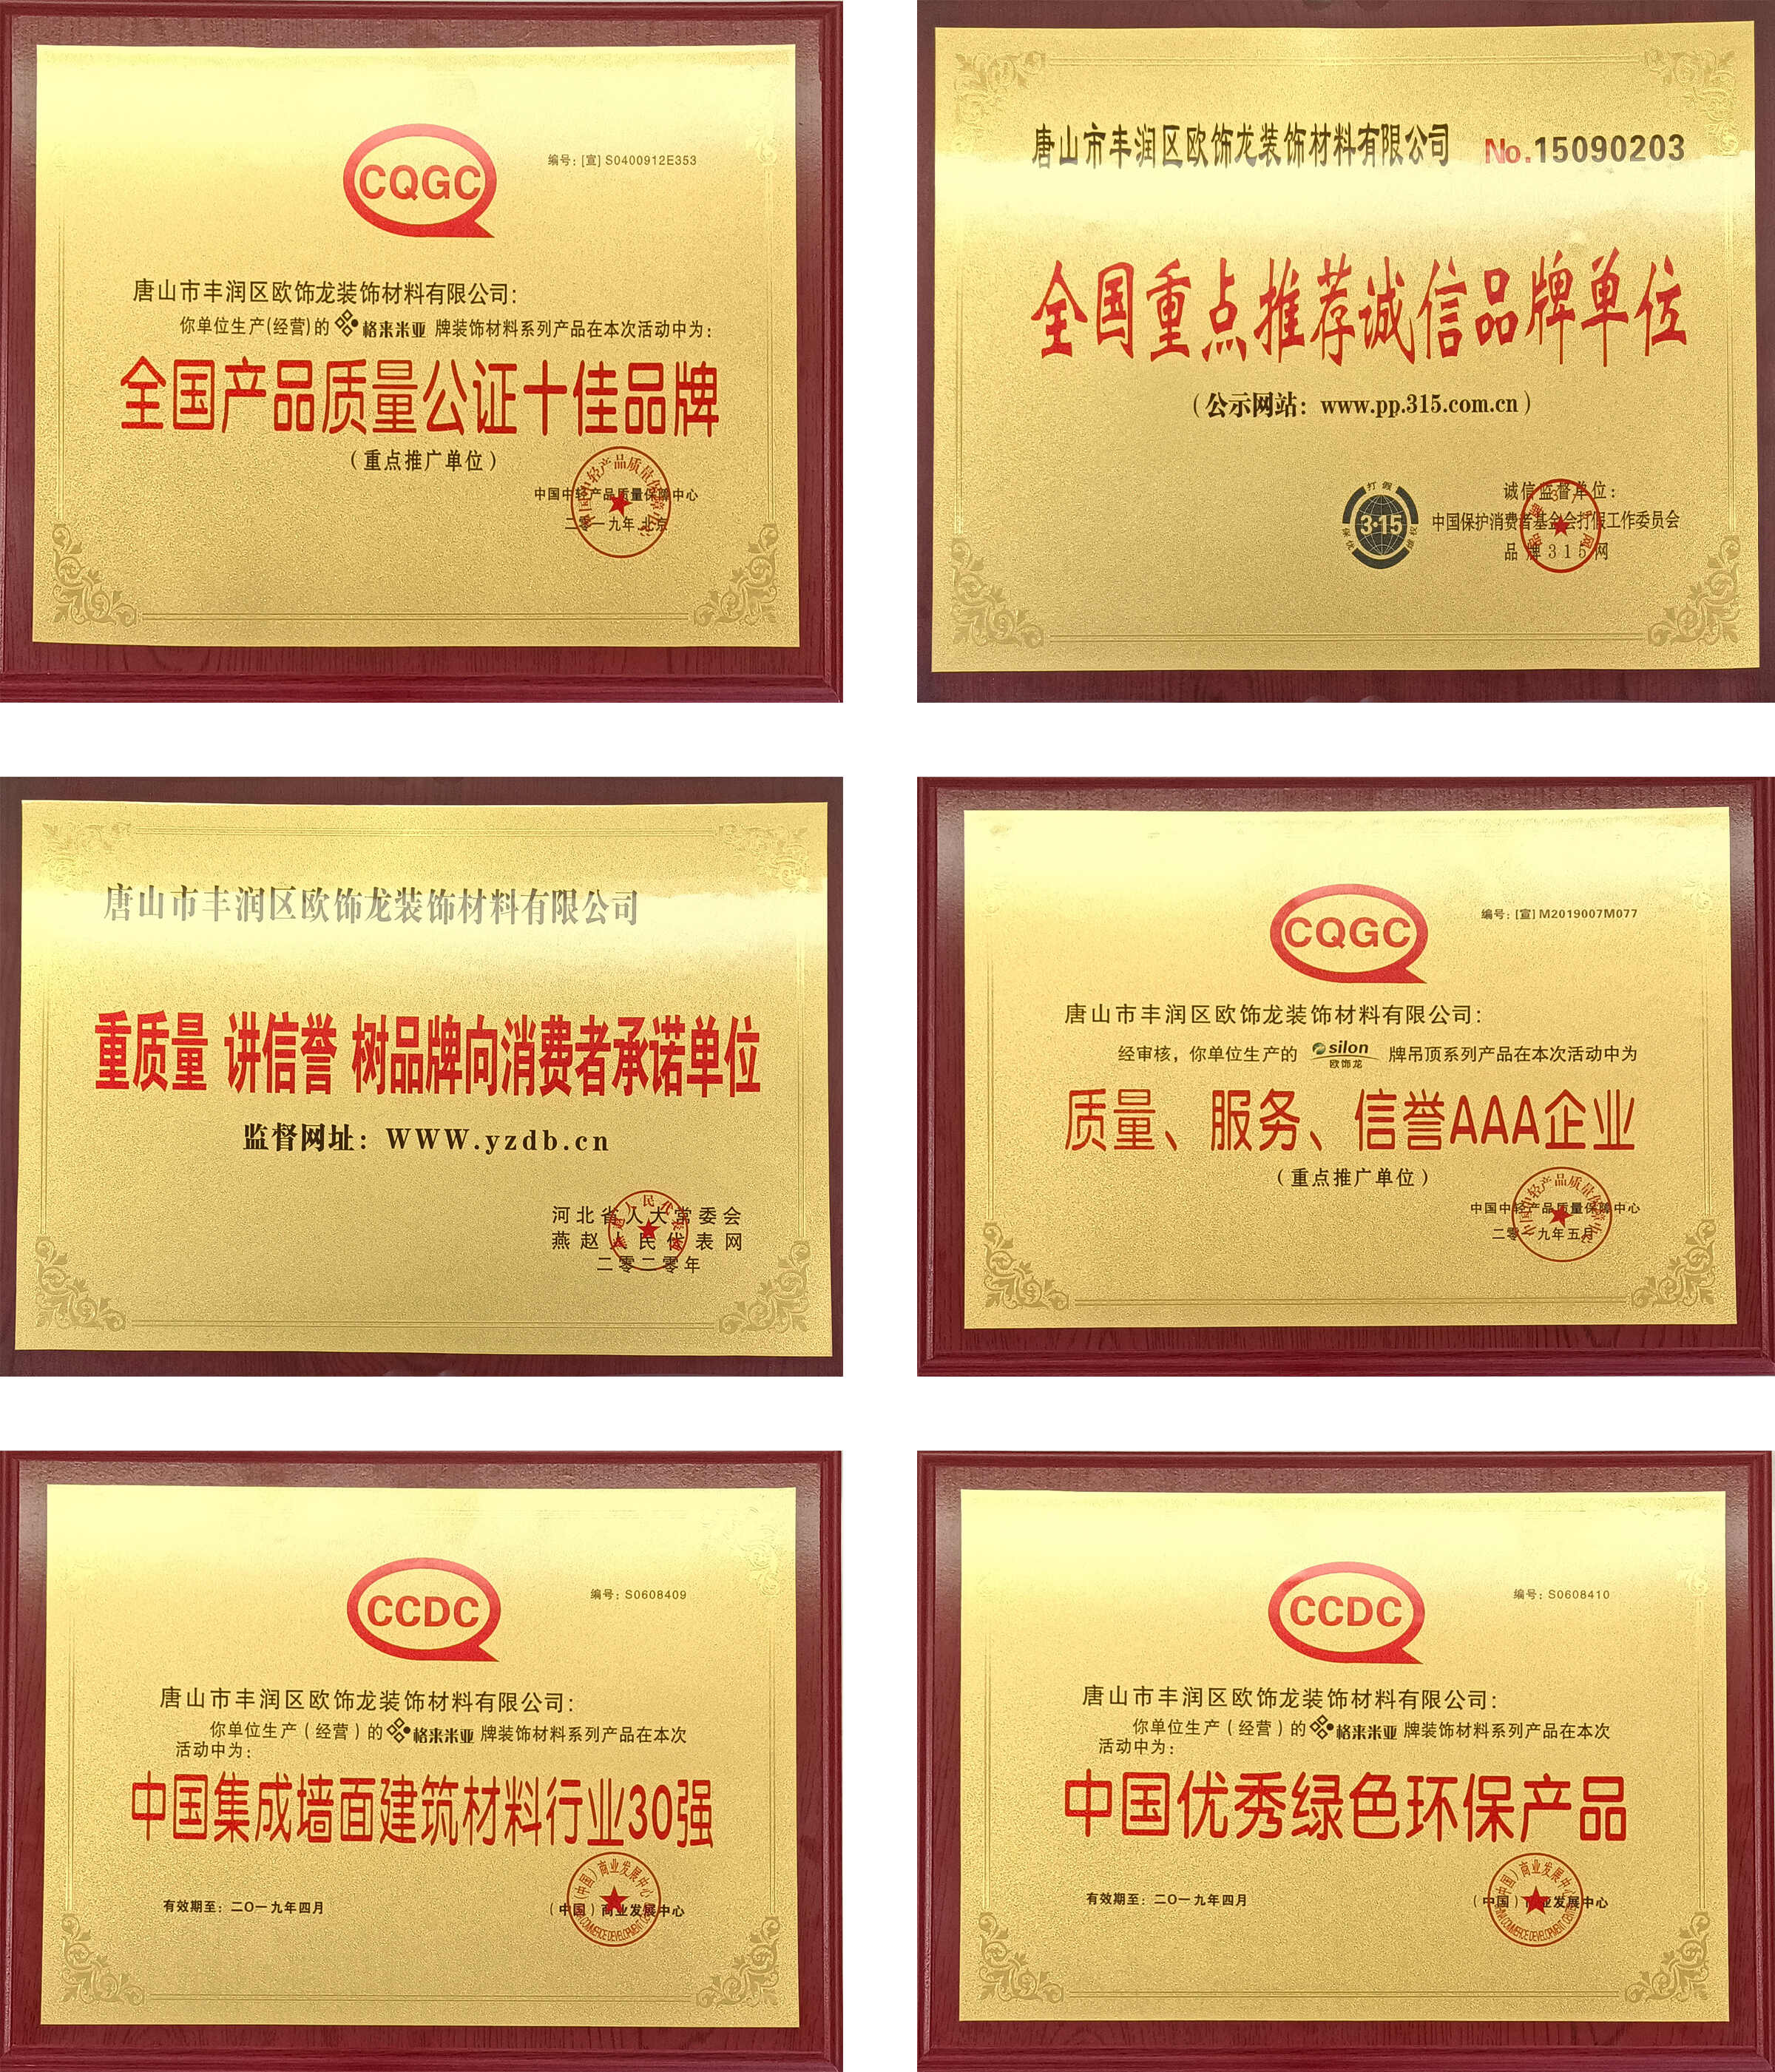 CQGC
编号：[宣] S0400912E353
唐山市丰润区欧饰龙装饰材料有限公司：
你单位生产(经营)的 格来米亚 牌装饰材料系列产品在本次活动中为：
全国产品质量公证十佳品牌
（重点推广单位）
中国中轻产品质量保障中心
二零一九年 北京
唐山市丰润区欧饰龙装饰材料有限公司 No.15090203
全国重点推荐诚信品牌单位
（公示网站：www.pp.315.com.cn）
打假
3·15
保优 维权
诚信监督单位：
中国保护消费者基金会打假工作委员会
品牌315网
唐山市丰润区欧饰龙装饰材料有限公司
重质量 讲信誉 树品牌向消费者承诺单位
监督网址：WWW.yzdb.cn
河北省人大常委会
燕赵人民代表网
二零二零年
CQGC
编号：[宣] M2019007M077
唐山市丰润区欧饰龙装饰材料有限公司：
经审核，你单位生产的 silon 欧饰龙 牌吊顶系列产品在本次活动中为
质量、服务、信誉AAA企业
（重点推广单位）
中国中轻产品质量保障中心
二零一九年五月
CCDC
编号：S0608409
唐山市丰润区欧饰龙装饰材料有限公司：
你单位生产（经营）的 格来米亚 牌装饰材料系列产品在本次
活动中为：
中国集成墙面建筑材料行业30强
有效期至：二O一九年四月
（中国）商业发展中心
CCDC
编号：S0608410
唐山市丰润区欧饰龙装饰材料有限公司：
你单位生产（经营）的 格来米亚 牌装饰材料系列产品在本次
活动中为：
中国优秀绿色环保产品
有效期至：二O一九年四月
（中国）商业发展中心